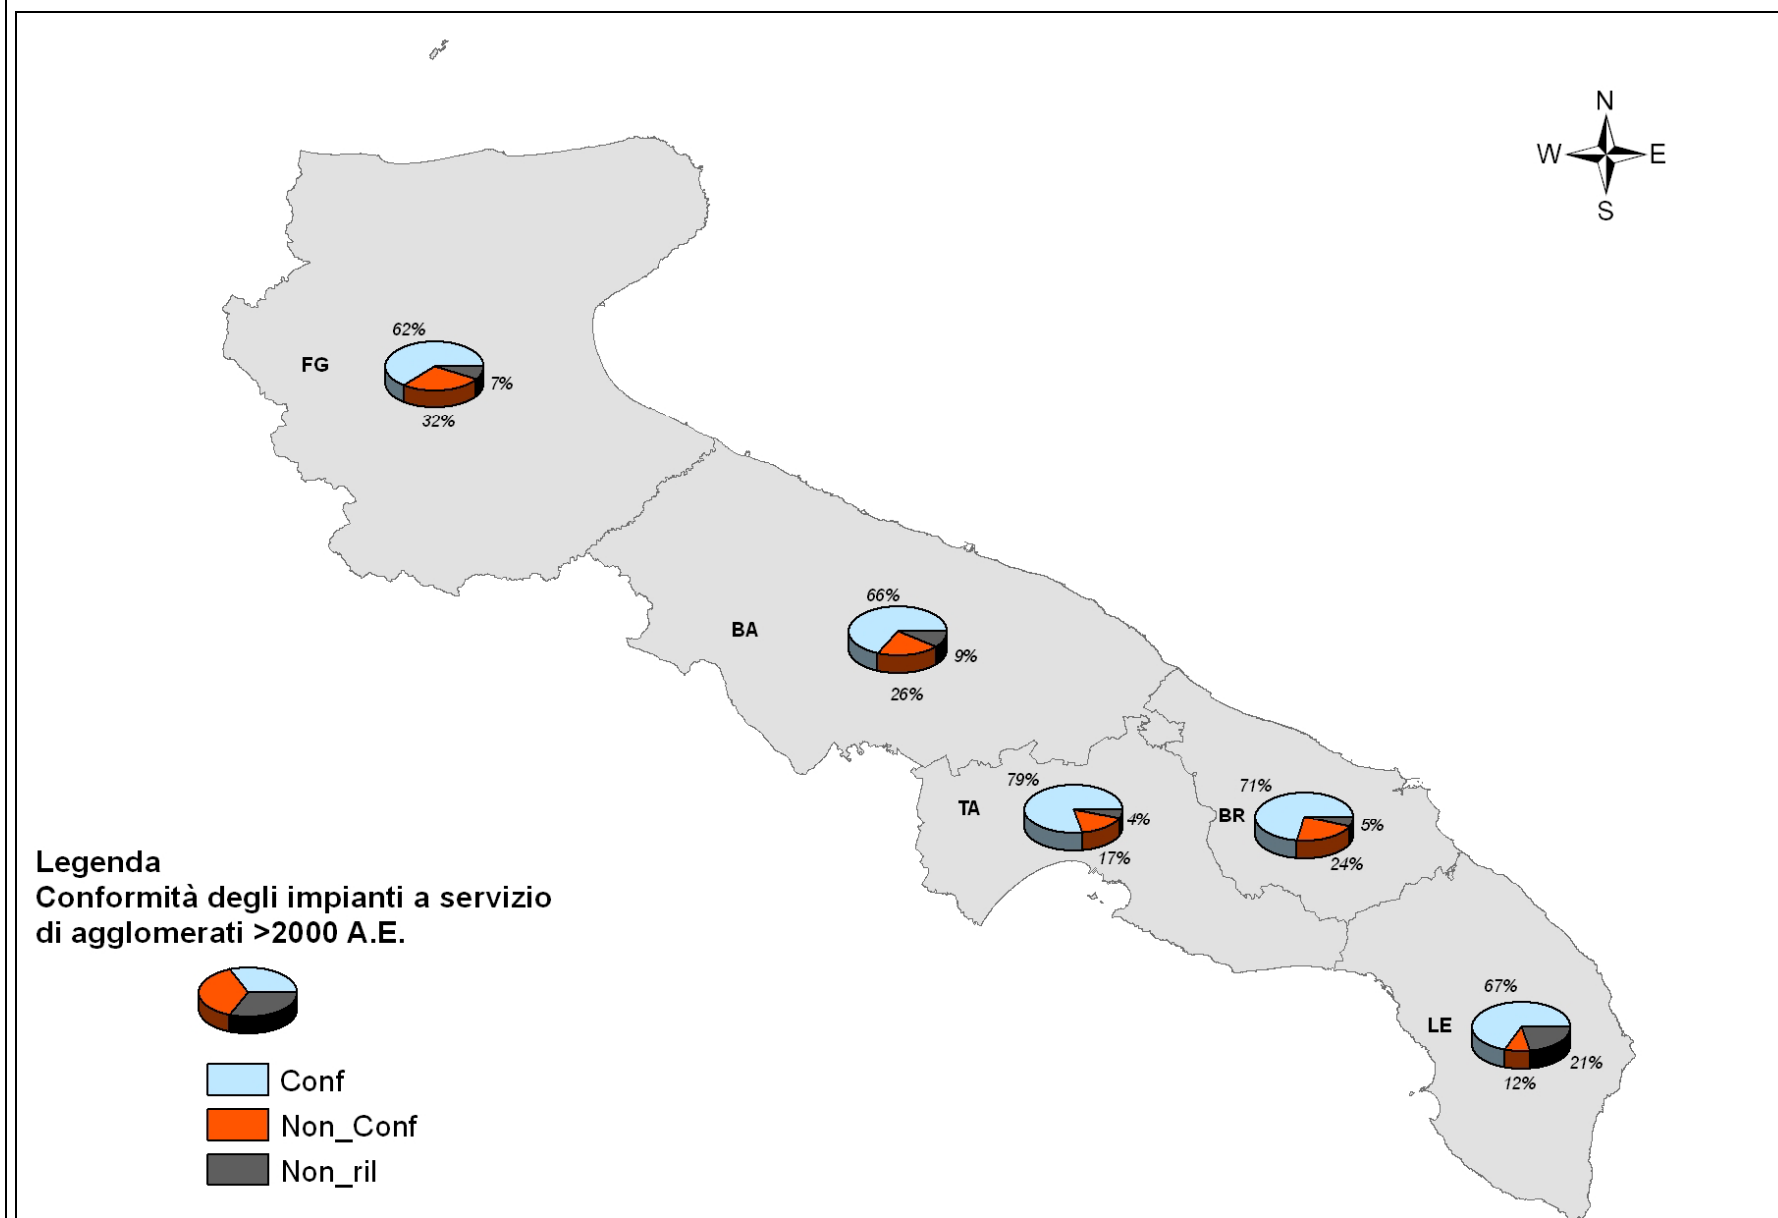 N
W E
S
62%
FG
7%
32%
66%
BA
9%
26%
79%
TA
4%
17%
71%
BR
5%
24%
67%
LE
21%
12%
Legenda
Conformità degli impianti a servizio
di agglomerati >2000 A.E.
Conf
Non_Conf
Non_ril